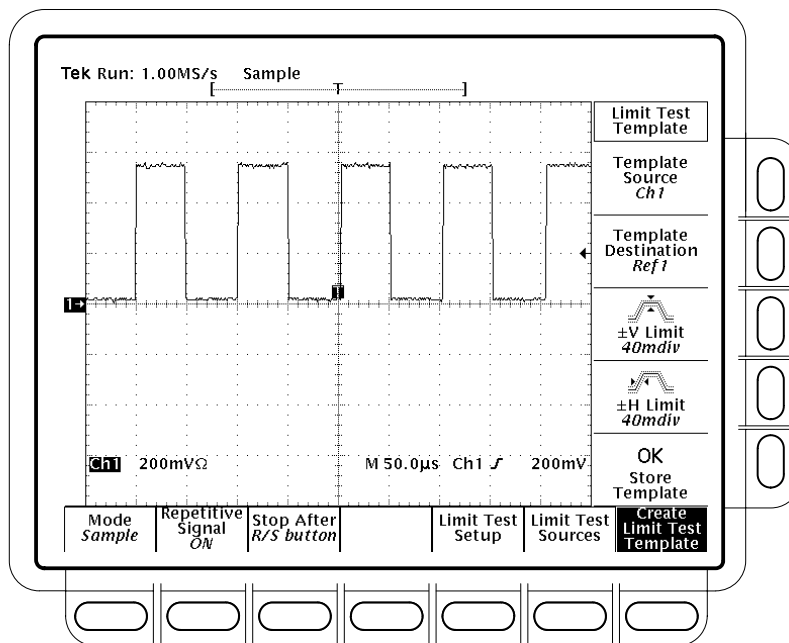 Tek Run: 1.00MS/s Sample
[ T ]
Limit Test
Template
Template
Source
Ch1
Template
Destination
Ref1
±V Limit
40mdiv
±H Limit
40mdiv
OK
Store
Template
T
1→
Ch1 200mVΩ M 50.0µs Ch1 200mV
Mode
Sample
Repetitive
Signal
ON
Stop After
R/S button
Limit Test
Setup
Limit Test
Sources
Create
Limit Test
Template